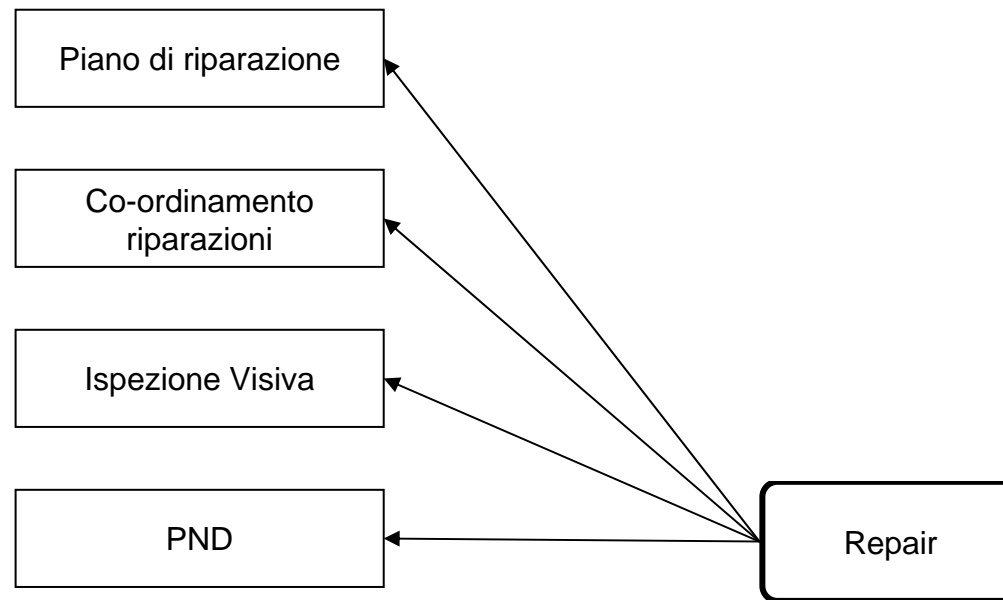 Piano di riparazione
Co-ordinamento
riparazioni
Ispezione Visiva
PND
Repair